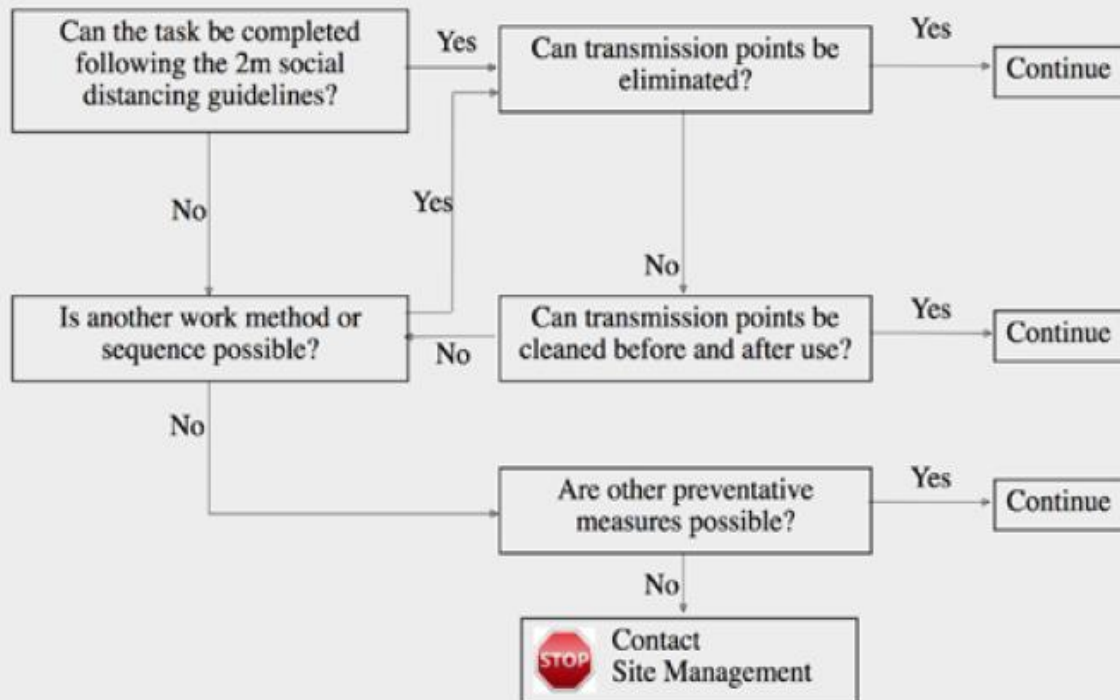 Can the task be completed
following the 2m social
distancing guidelines?
Yes
Can transmission points be
eliminated?
Yes
Continue
No
Yes
No
Is another work method or
sequence possible?
No
Can transmission points be
cleaned before and after use?
Yes
Continue
No
Are other preventative
measures possible?
Yes
Continue
No
STOP
Contact
Site Management